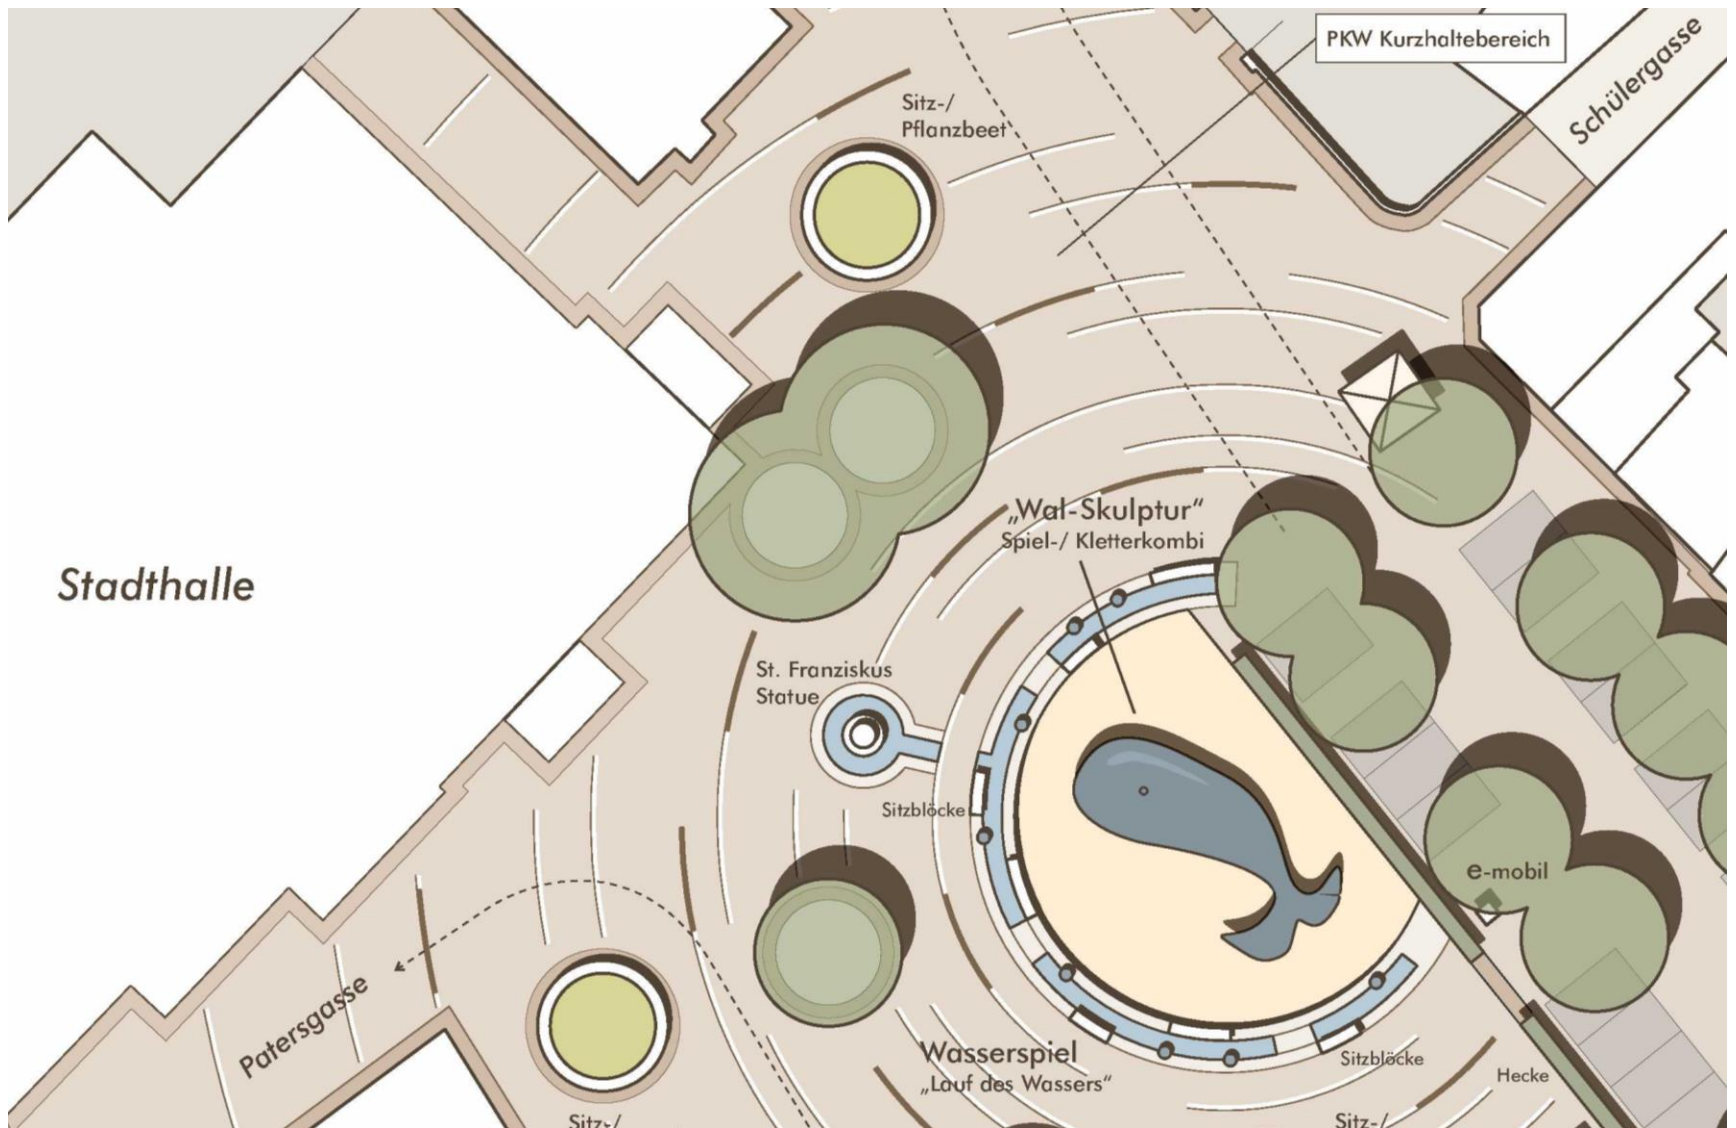 PKW Kurzhaltebereich
Schülergasse
Sitz-/
Pflanzbeet
„Wal-Skulptur“
Spiel-/ Kletterkombi
Stadthalle
St. Franziskus
Statue
Sitzblöcke
e-mobil
Patersgasse
Wasserspiel
„Lauf des Wassers“
Sitzblöcke
Hecke
Sitz-/
Sitz-/